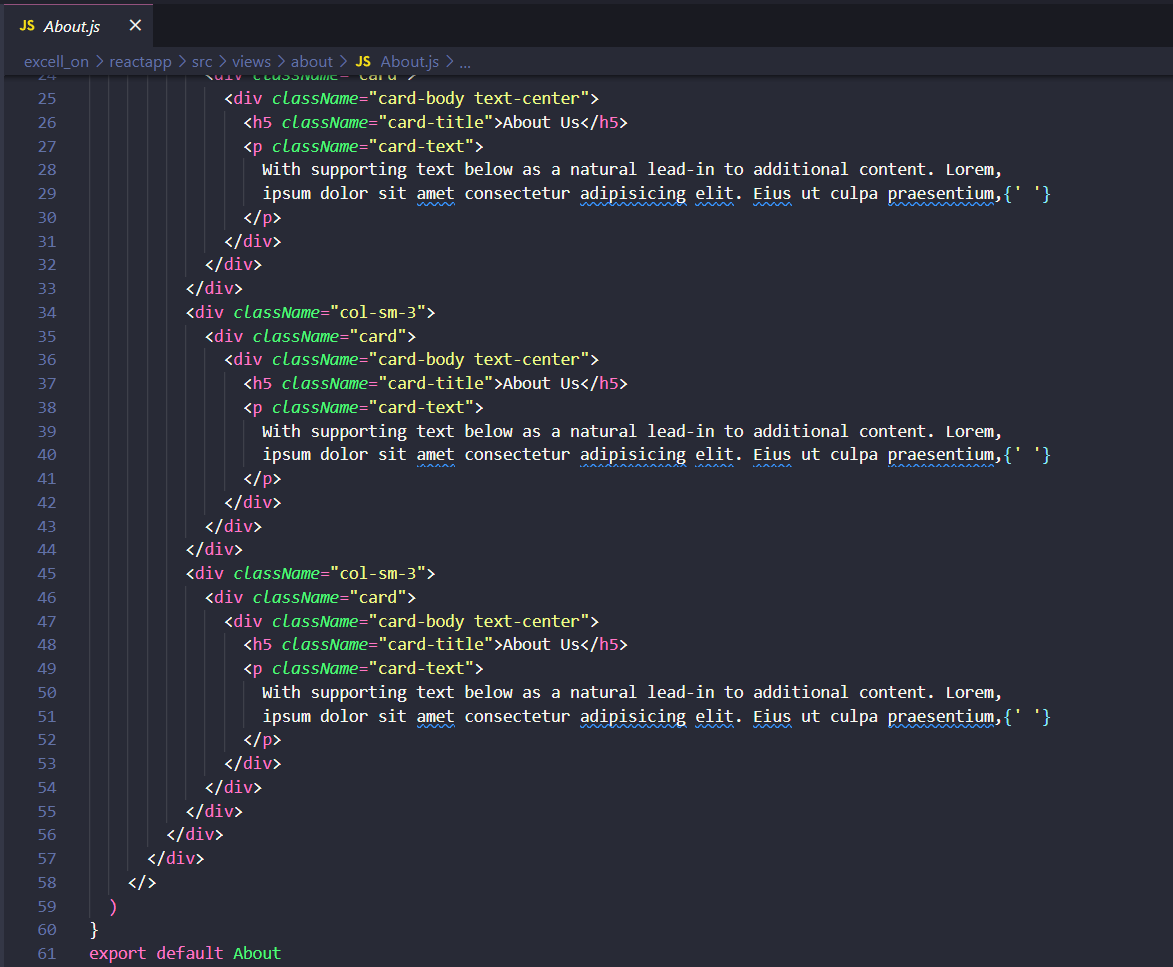 JS About.js ×
excell_on > reactapp > src > views > about > JS About.js > ...
24 <div className="card">
25 <div className="card-body text-center">
26 <h5 className="card-title">About Us</h5>
27 <p className="card-text">
28 With supporting text below as a natural lead-in to additional content. Lorem,
29 ipsum dolor sit amet consectetur adipisicing elit. Eius ut culpa praesentium,{' '}
30 </p>
31 </div>
32 </div>
33 </div>
34 <div className="col-sm-3">
35 <div className="card">
36 <div className="card-body text-center">
37 <h5 className="card-title">About Us</h5>
38 <p className="card-text">
39 With supporting text below as a natural lead-in to additional content. Lorem,
40 ipsum dolor sit amet consectetur adipisicing elit. Eius ut culpa praesentium,{' '}
41 </p>
42 </div>
43 </div>
44 </div>
45 <div className="col-sm-3">
46 <div className="card">
47 <div className="card-body text-center">
48 <h5 className="card-title">About Us</h5>
49 <p className="card-text">
50 With supporting text below as a natural lead-in to additional content. Lorem,
51 ipsum dolor sit amet consectetur adipisicing elit. Eius ut culpa praesentium,{' '}
52 </p>
53 </div>
54 </div>
55 </div>
56 </div>
57 </div>
58 </>
59 )
60 }
61 export default About